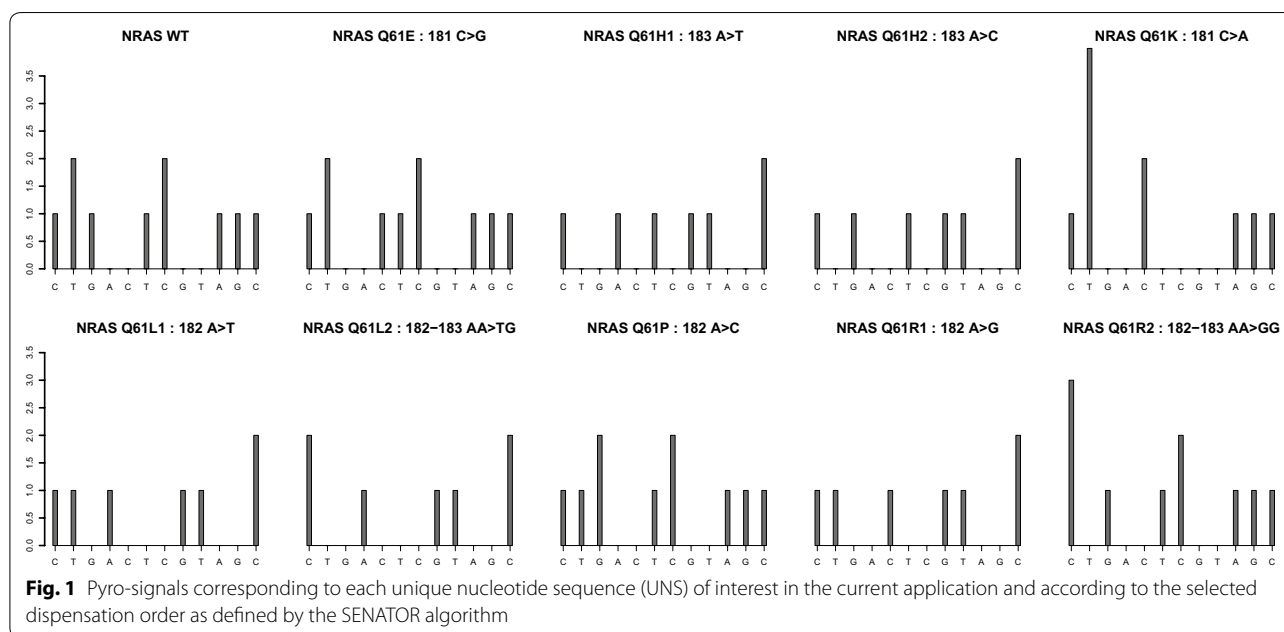 NRAS WT NRAS Q61E : 181 C>G NRAS Q61H1 : 183 A>T NRAS Q61H2 : 183 A>C NRAS Q61K : 181 C>A
3.5
3.0
2.5
2.0
1.5
1.0
0.5
0.0
C T G A C T C G T A G C C T G A C T C G T A G C C T G A C T C G T A G C C T G A C T C G T A G C C T G A C T C G T A G C
NRAS Q61L1 : 182 A>T NRAS Q61L2 : 182−183 AA>TG NRAS Q61P : 182 A>C NRAS Q61R1 : 182 A>G NRAS Q61R2 : 182−183 AA>GG
3.5
3.0
2.5
2.0
1.5
1.0
0.5
0.0
C T G A C T C G T A G C C T G A C T C G T A G C C T G A C T C G T A G C C T G A C T C G T A G C C T G A C T C G T A G C
Fig. 1 Pyro-signals corresponding to each unique nucleotide sequence (UNS) of interest in the current application and according to the selected
dispensation order as defined by the SENATOR algorithm